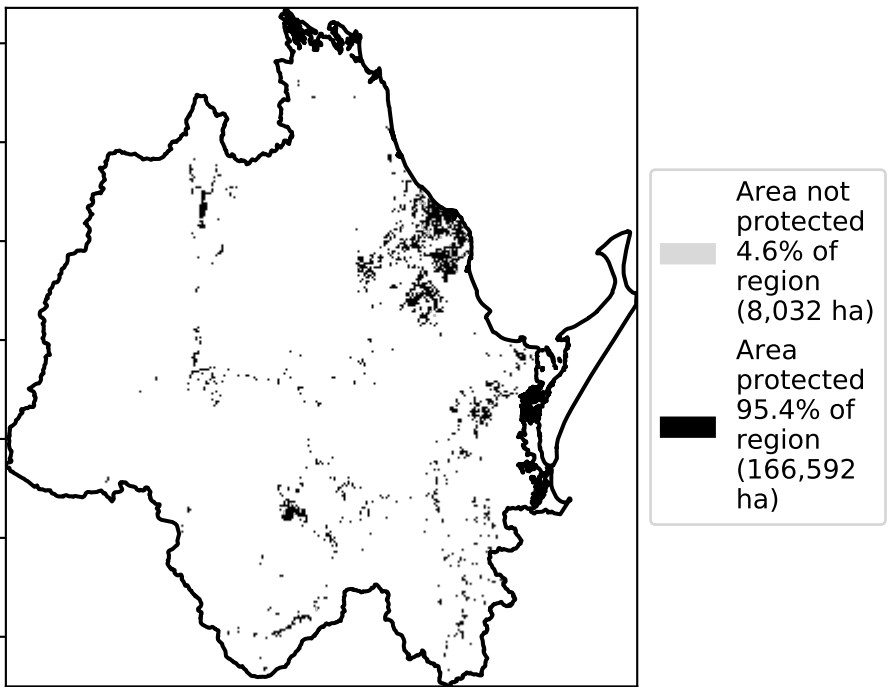 Area not
protected
4.6% of
region
(8,032 ha)
Area
protected
95.4% of
region
(166,592
ha)